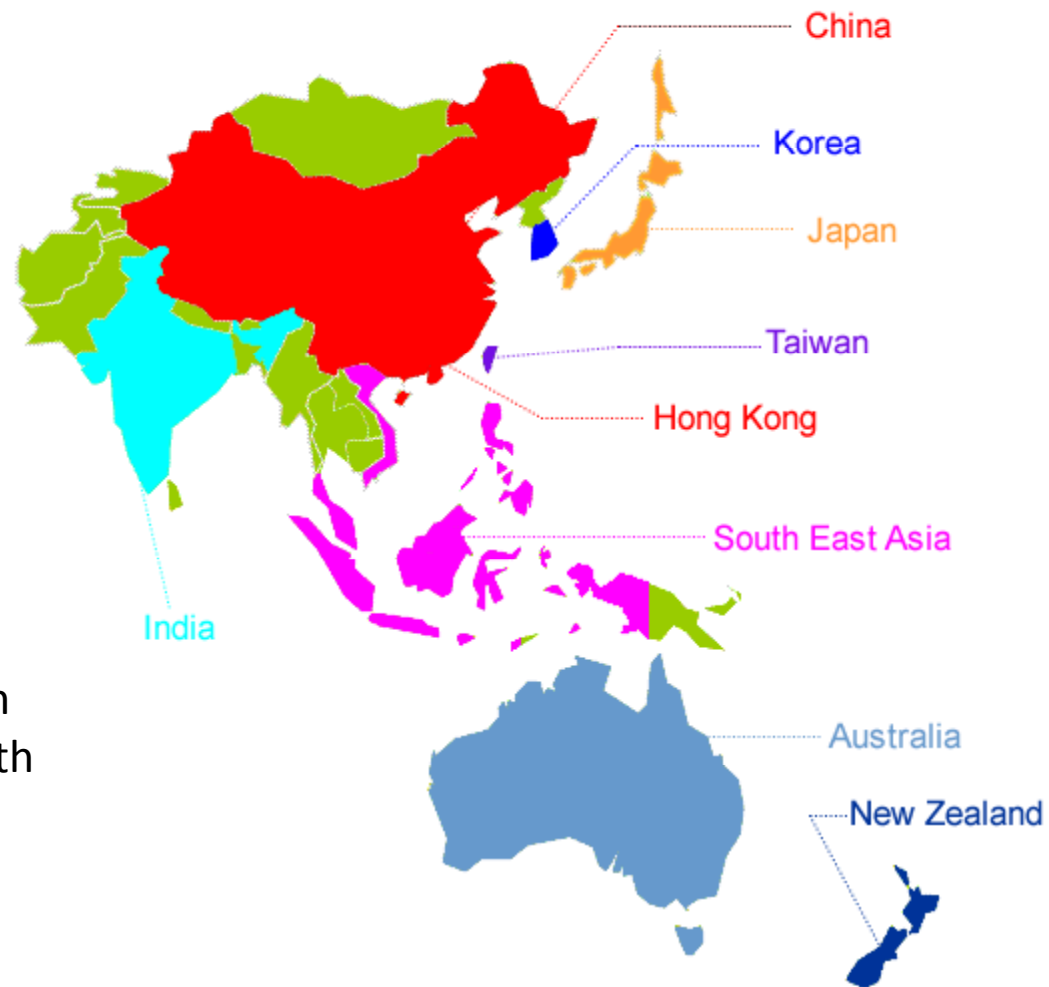 China
Korea
Japan
Taiwan
Hong Kong
South East Asia
India
Australia
New Zealand